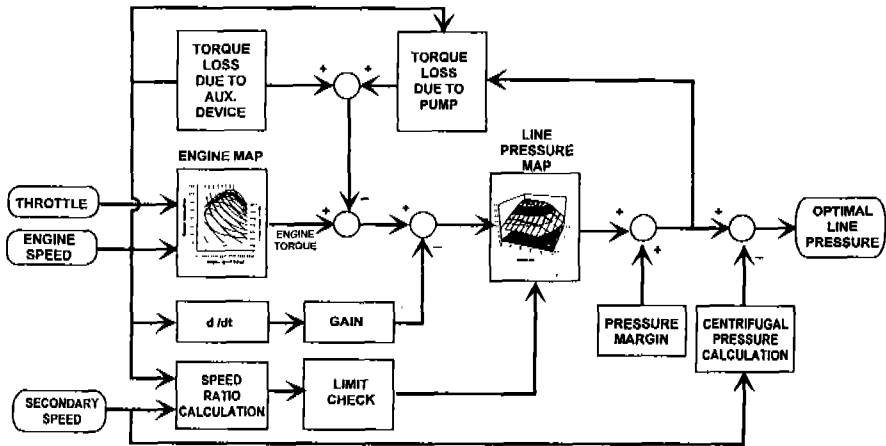 TORQUE
LOSS
DUE TO
AUX.
DEVICE
+
+
TORQUE
LOSS
DUE TO
PUMP
ENGINE MAP
LINE
PRESSURE
MAP
THROTTLE
ENGINE
SPEED
ENGINE
TORQUE
+
-
+
-
+
+
+
-
OPTIMAL
LINE
PRESSURE
d/dt
GAIN
PRESSURE
MARGIN
CENTRIFUGAL
PRESSURE
CALCULATION
SPEED
RATIO
CALCULATION
LIMIT
CHECK
SECONDARY
SPEED